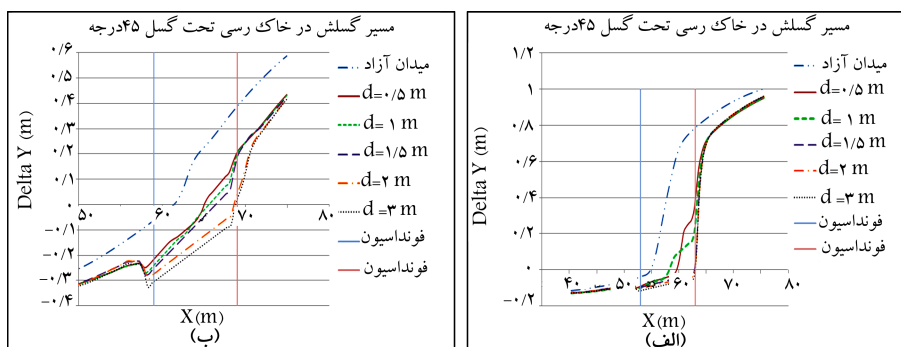 مسیر گسلش در خاک رسی تحت گسل ۴۵درجه
۱/۲
۱
۰/۸
۰/۶
۰/۴
۰/۲
۰
-۰/۲
Delta Y (m)
۴۰ ۵۰ ۶۰ ۷۰ ۸۰
X(m)
میدان آزاد
d=۰/۵ m
d= ۱ m
d=۱/۵ m
d=۲ m
d =۳ m
فونداسیون
فونداسیون
(الف)
مسیر گسلش در خاک رسی تحت گسل ۴۵درجه
۰/۶
۰/۵
۰/۴
۰/۳
۰/۲
۰/۱
۰
-۰/۱
-۰/۲
-۰/۳
-۰/۴
Delta Y (m)
۵۰ ۶۰ ۷۰ ۸۰
X(m)
میدان آزاد
d=۰/۵ m
d= ۱ m
d=۱/۵ m
d=۲ m
d =۳ m
فونداسیون
فونداسیون
(ب)